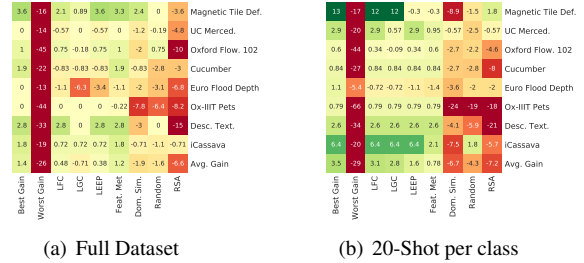 3.6 -16 2.1 0.89 3.6 3.3 2.4 0 -3.6 Magnetic Tile Def.
0 -14 0 -0.57 0 -0.57 -1.2 -0.19 -4.8 UC Merced.
1 -45 0.75 -0.18 0.75 1 -2 0.75 -10 Oxford Flow. 102
1.9 -22 -0.83 -0.83 -0.83 1.9 -0.83 -2.8 -3 Cucumber
0 -13 -1.1 -6.3 -3.4 -1.1 -2 -3.1 -6.8 Euro Flood Depth
0 -44 0 0 0 -0.22 -7.8 -6.4 -8.2 Ox-IIIT Pets
2.8 -33 2.8 0 2.8 2.8 -3 0 -15 Desc. Text.
1.8 -19 0.72 0.72 0.72 1.8 -0.71 -1.1 -0.71 iCassava
1.4 -26 0.48 -0.71 0.38 1.2 -1.9 -1.6 -6.6 Avg. Gain
Best Gain
Worst Gain
LFC
LGC
LEEP
Feat. Met
Dom. Sim.
Random
RSA
(a) Full Dataset
13 -17 12 12 -0.3 -0.3 -8.9 -1.5 1.8 Magnetic Tile Def.
2.9 -20 0 -0.57 2.9 0.95 -0.57 0 -0.57 UC Merced.
0.6 -44 0.34 -0.09 0.34 0.6 -2.7 -2.2 -4.6 Oxford Flow. 102
0.84 -27 0.84 0.84 0.84 0.84 -2.7 -2.8 -8 Cucumber
1.1 -5.4 -0.72 -0.72 -1.1 -1.4 -3.6 -2 -2 Euro Flood Depth
0.79 -66 0.79 0.79 0.79 0.79 -24 -19 -18 Ox-IIIT Pets
2.6 -34 2.6 2.6 2.6 2.6 -4.1 -5.9 -21 Desc. Text.
6.4 -20 6.4 6.4 6.4 2.1 -7.5 1.8 -5.7 iCassava
3.5 -29 3.1 2.8 1.6 0.78 -6.7 -4.3 -7.2 Avg. Gain
Best Gain
Worst Gain
LFC
LGC
LEEP
Feat. Met
Dom. Sim.
Random
RSA
(b) 20-Shot per class